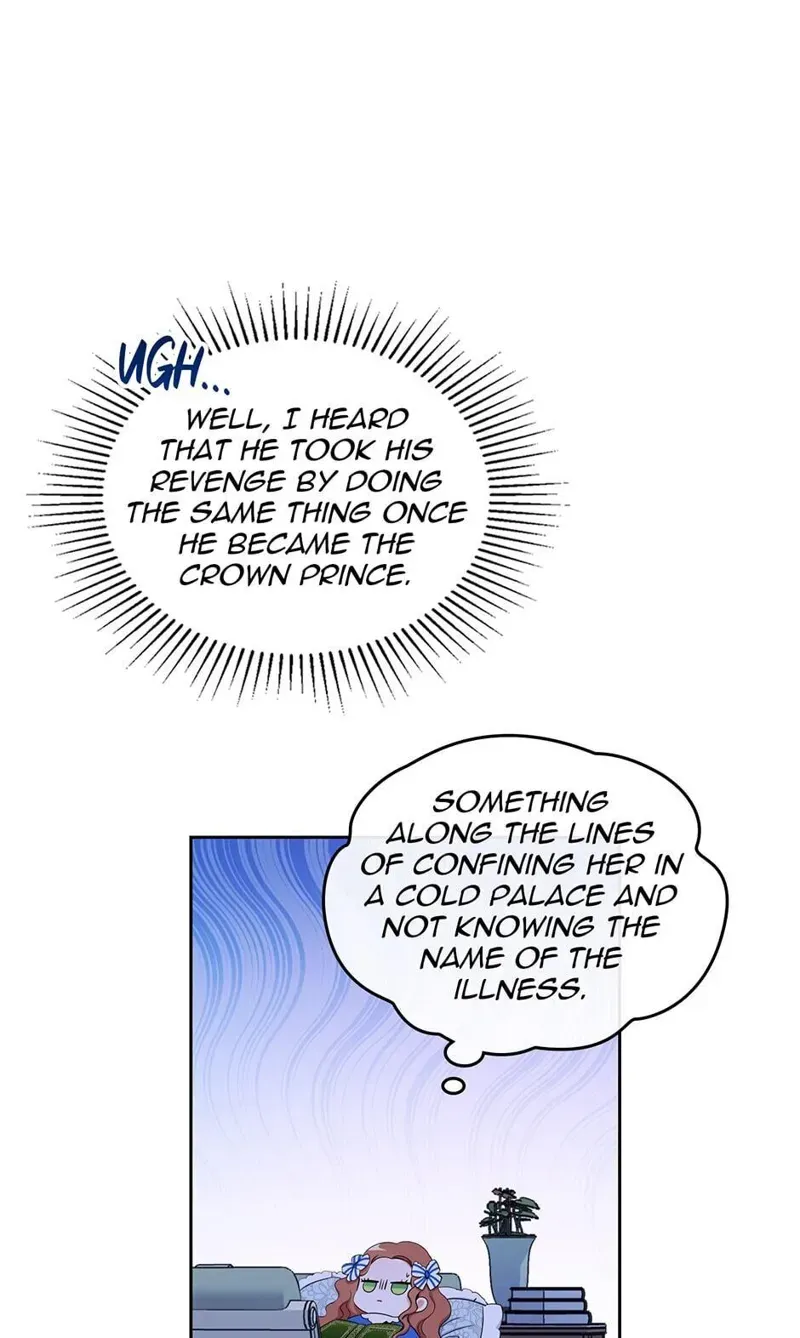 UGH...
WELL, I HEARD
THAT HE TOOK HIS
REVENGE BY DOING
THE SAME THING ONCE
HE BECAME THE
CROWN PRINCE.
SOMETHING
ALONG THE LINES
OF CONFINING HER IN
A COLD PALACE AND
NOT KNOWING THE
NAME OF THE
ILLNESS.